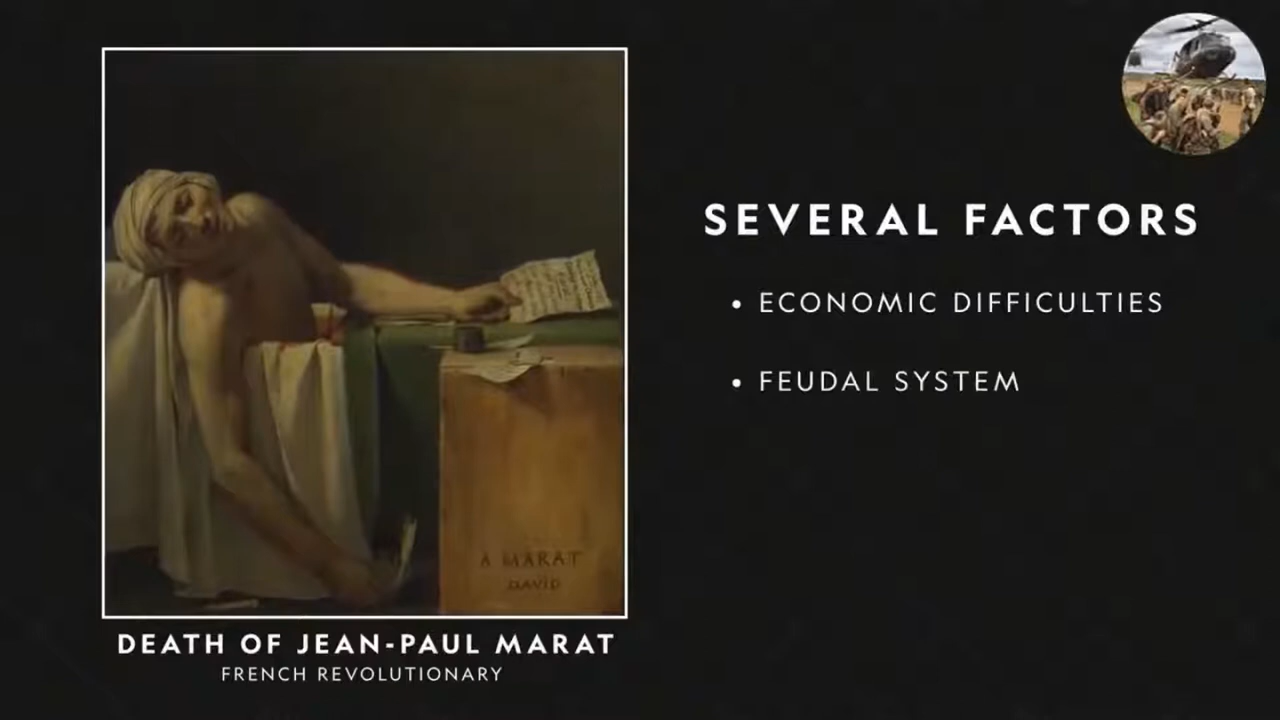 SEVERAL FACTORS
• ECONOMIC DIFFICULTIES
• FEUDAL SYSTEM
A MARAT
DAVID
DEATH OF JEAN-PAUL MARAT
FRENCH REVOLUTIONARY